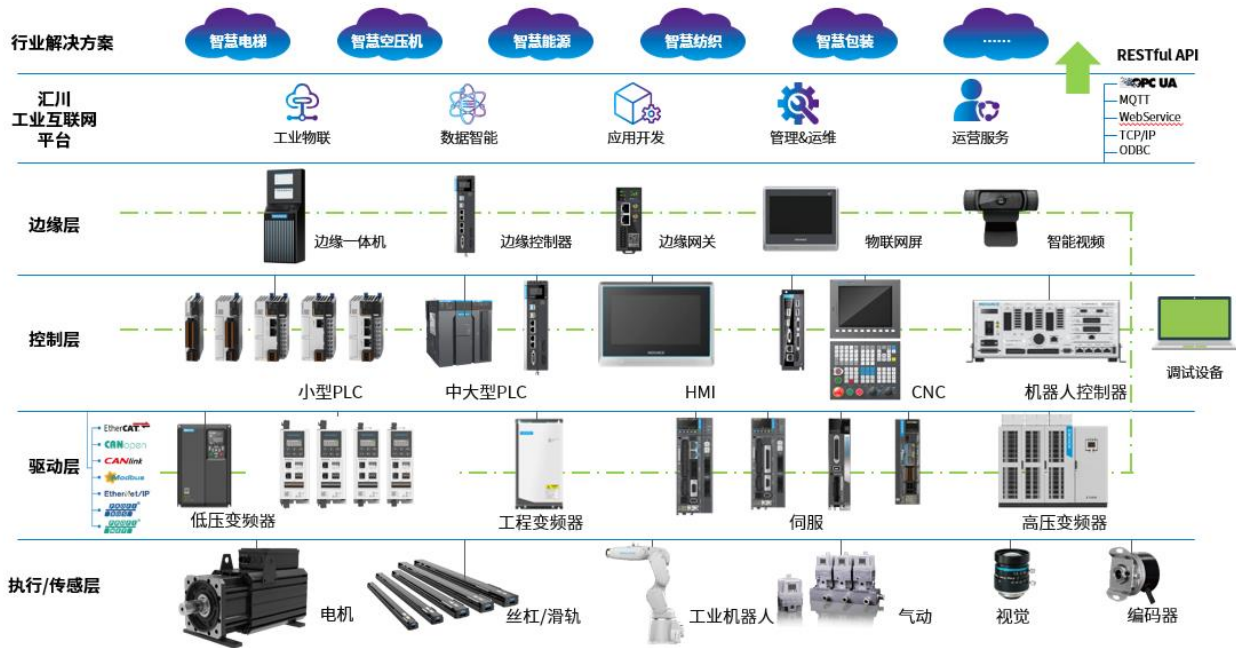 行业解决方案
智慧电梯
智慧空压机
智慧能源
智慧纺织
智慧包装
......
RESTful API
汇川
工业互联网
平台
工业物联
数据智能
应用开发
管理&运维
运营服务
OPC UA
MQTT
WebService
TCP/IP
ODBC
边缘层
边缘一体机
边缘控制器
边缘网关
物联网屏
智能视频
控制层
小型PLC
中大型PLC
HMI
CNC
机器人控制器
调试设备
驱动层
EtherCAT
CANopen
CANlink
Modbus
EtherNet/IP
低压变频器
工程变频器
伺服
高压变频器
执行/传感层
电机
丝杠/滑轨
工业机器人
气动
视觉
编码器